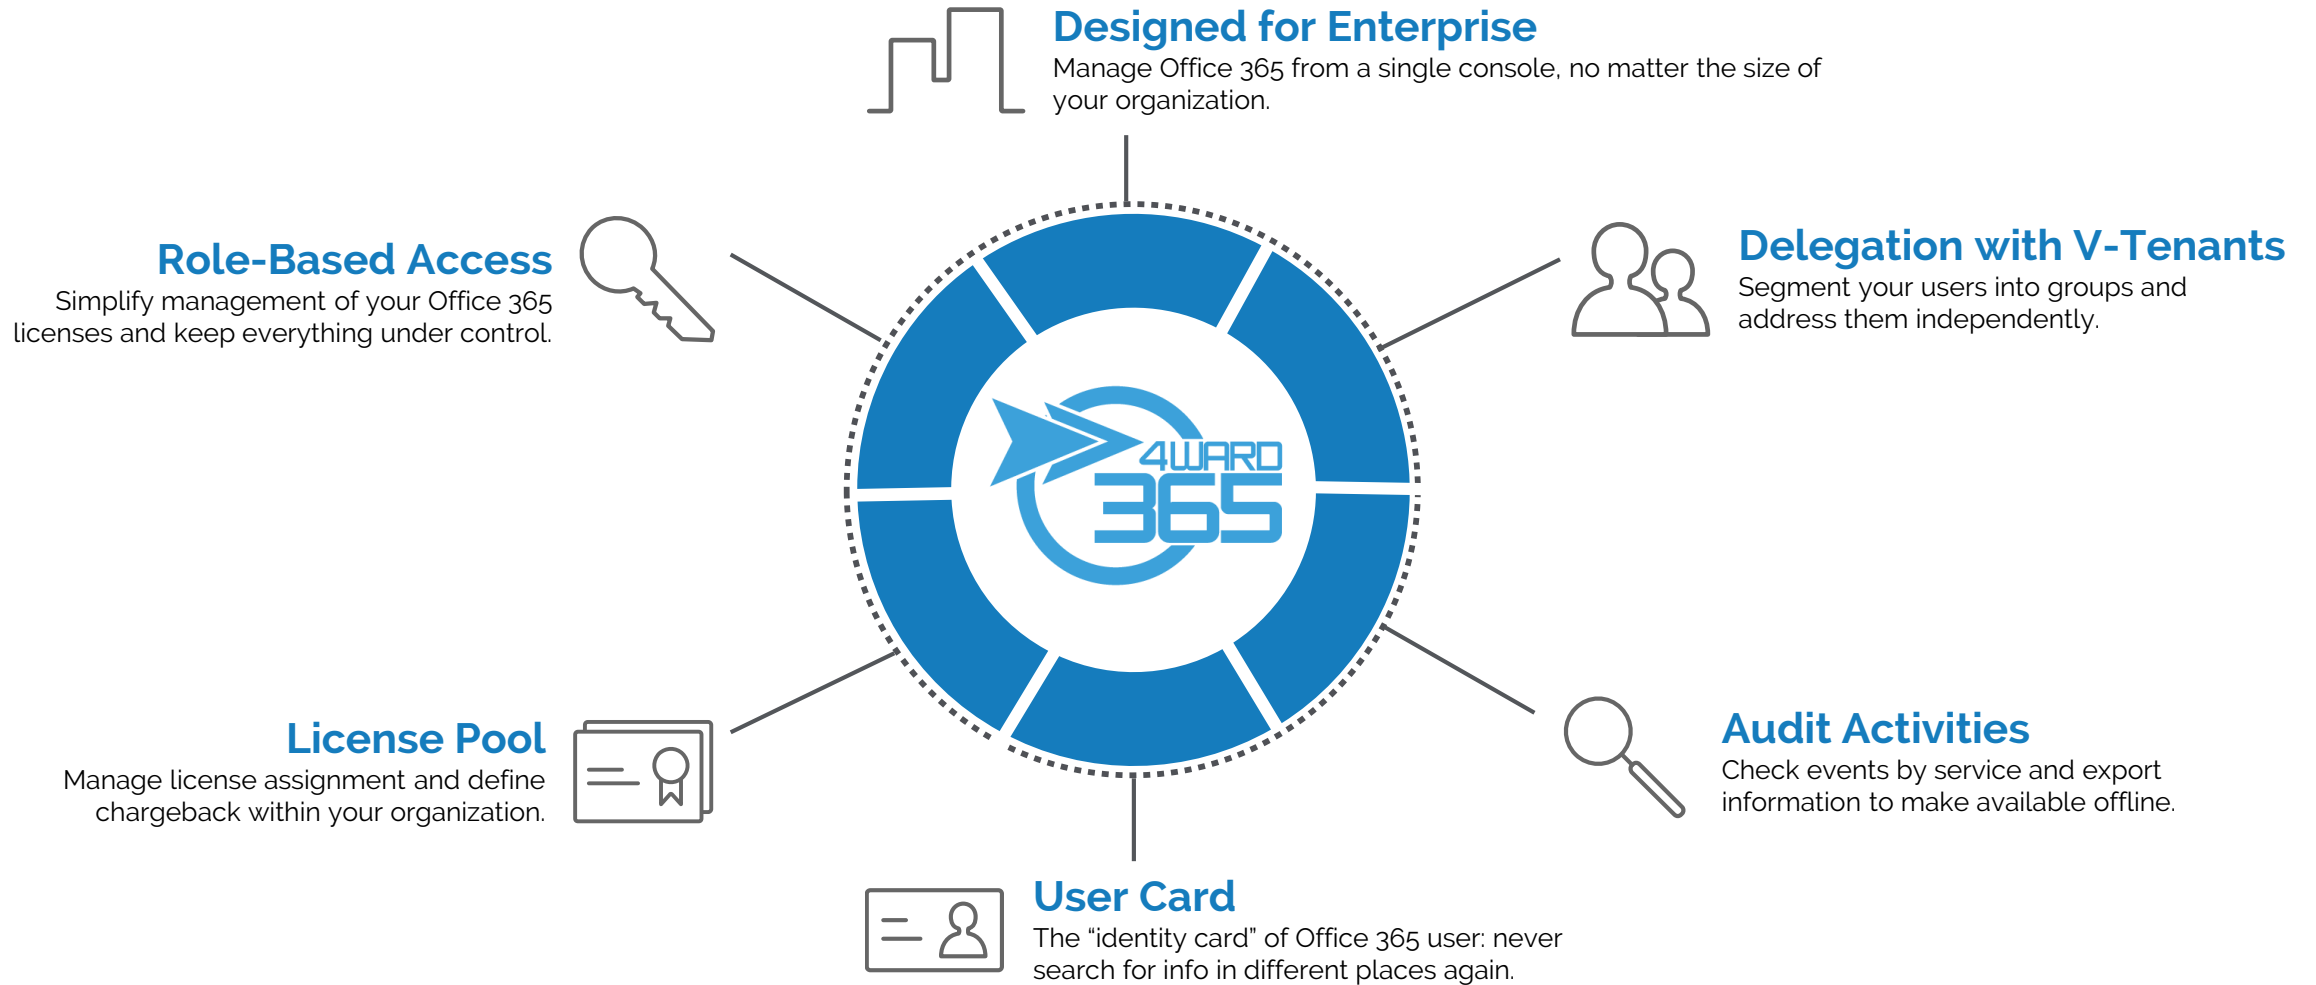 Designed for Enterprise
Manage Office 365 from a single console, no matter the size of
your organization.
Role-Based Access
Simplify management of your Office 365
licenses and keep everything under control.
Delegation with V-Tenants
Segment your users into groups and
address them independently.
4WARD
365
License Pool
Manage license assignment and define
chargeback within your organization.
Audit Activities
Check events by service and export
information to make available offline.
User Card
The “identity card” of Office 365 user: never
search for info in different places again.